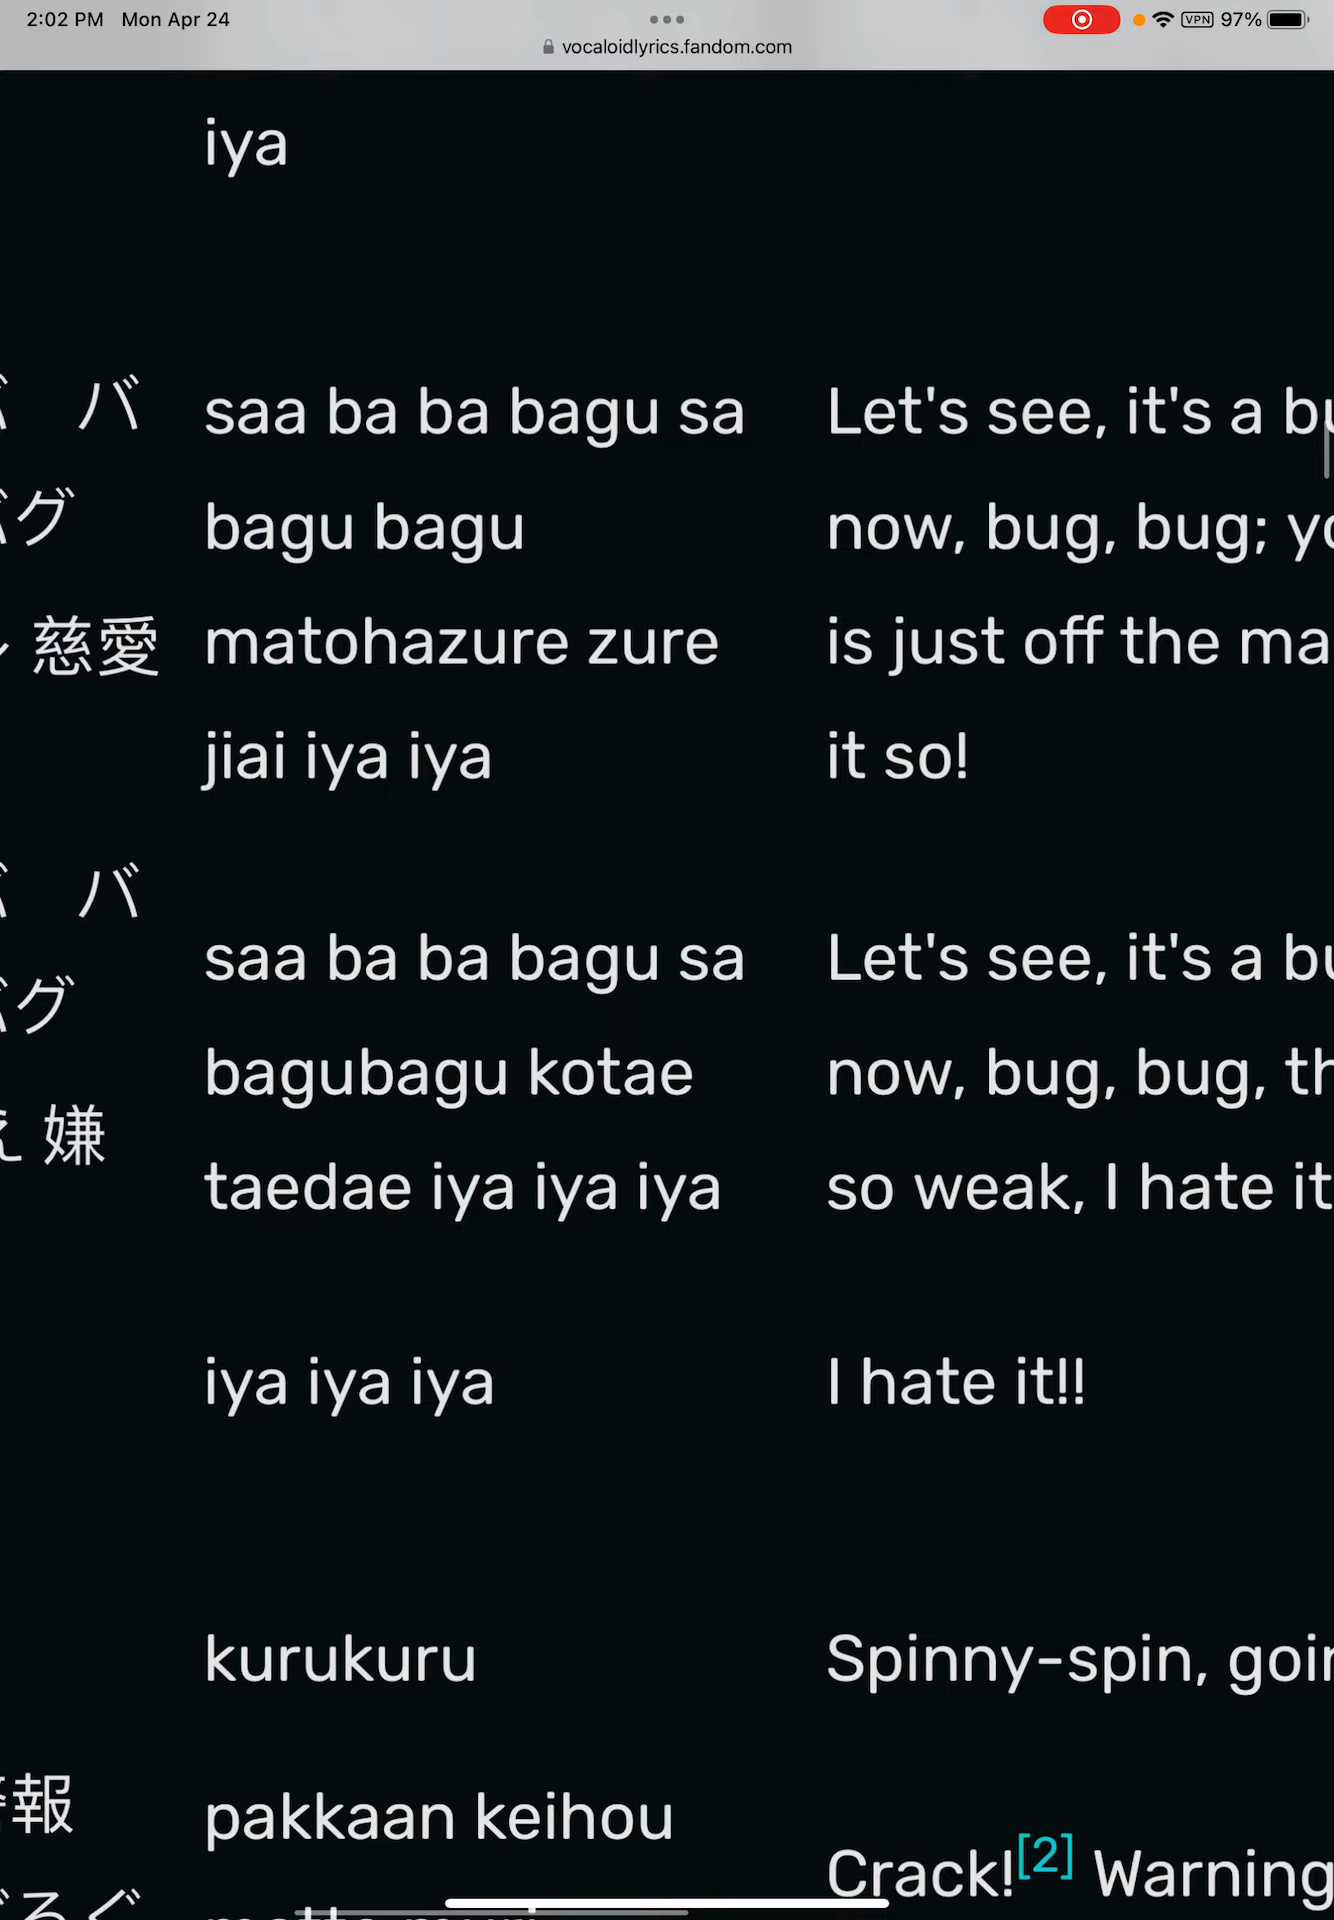 2:02 PM Mon Apr 24
VPN 97%
vocaloidlyrics.fandom.com
iya
バ saa ba ba bagu sa Let's see, it's a
グ bagu bagu now, bug, bug;
慈愛 matohazure zure is just off the
jiai iya iya it so!
バ
saa ba ba bagu sa Let's see, it's a
グ
bagubagu kotae now, bug, bug,
え 嫌
taedae iya iya iya so weak, I hate it
iya iya iya I hate it!!
kurukuru Spinny-spin,
報 pakkaan keihou
Crack![2] Warning